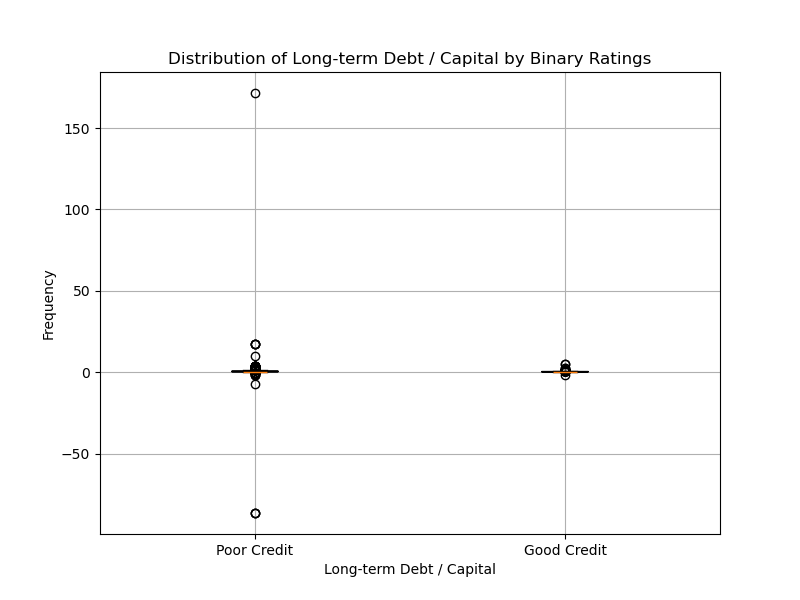 Distribution of Long-term Debt / Capital by Binary Ratings
150
100
50
0
−50
Frequency
Poor Credit
Good Credit
Long-term Debt / Capital